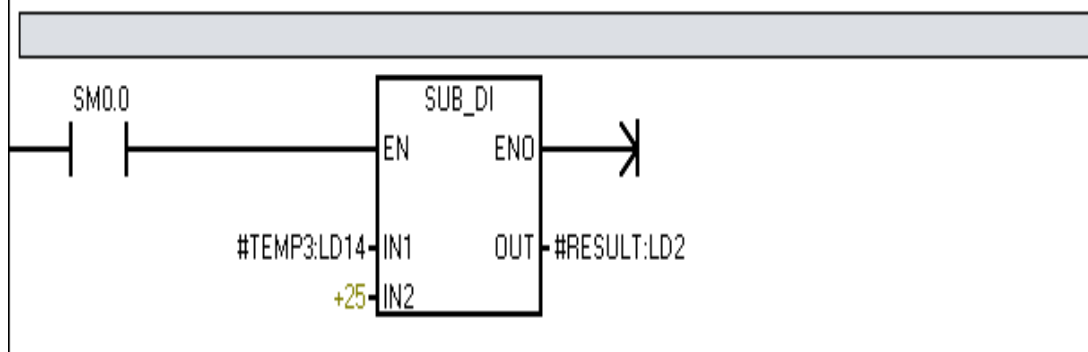 SM0.0
SUB_DI
EN ENO
#TEMP3:LD14 IN1 OUT #RESULT:LD2
+25 IN2